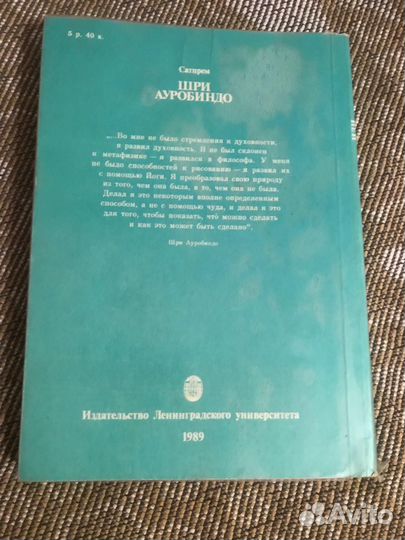 5 р. 40 к.
Сатпрем
ШРИ
АУРОБИНДО
„...Во мне не было стремления к духовности,
я развил духовность. Я не был склонен
к метафизике — я развился в философа. У меня
не было способностей к рисованию — я развил их
с помощью Йоги. Я преобразовал свою природу
из того, чем она была, в то, чем она не была.
Делал я это некоторым вполне определенным
способом, а не с помощью чуда, и делал я это
для того, чтобы показать, что́ можно сделать
и как это может быть сделано".
Шри Ауробиндо
Издательство Ленинградского университета
1989
Avito